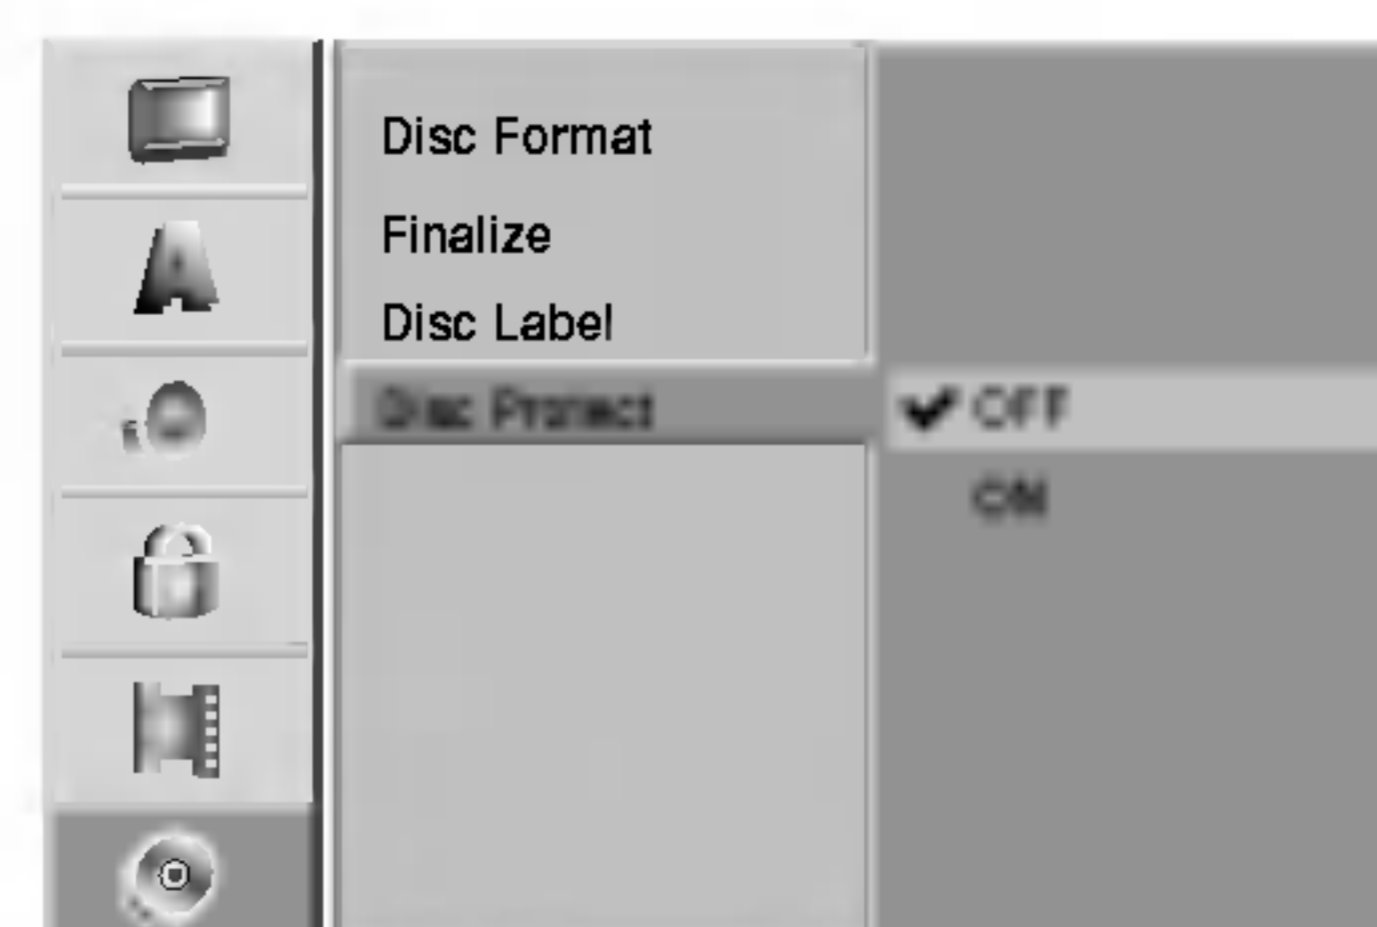 Disc Format
Finalize
Disc Label
Disc Protect
OFF
ON